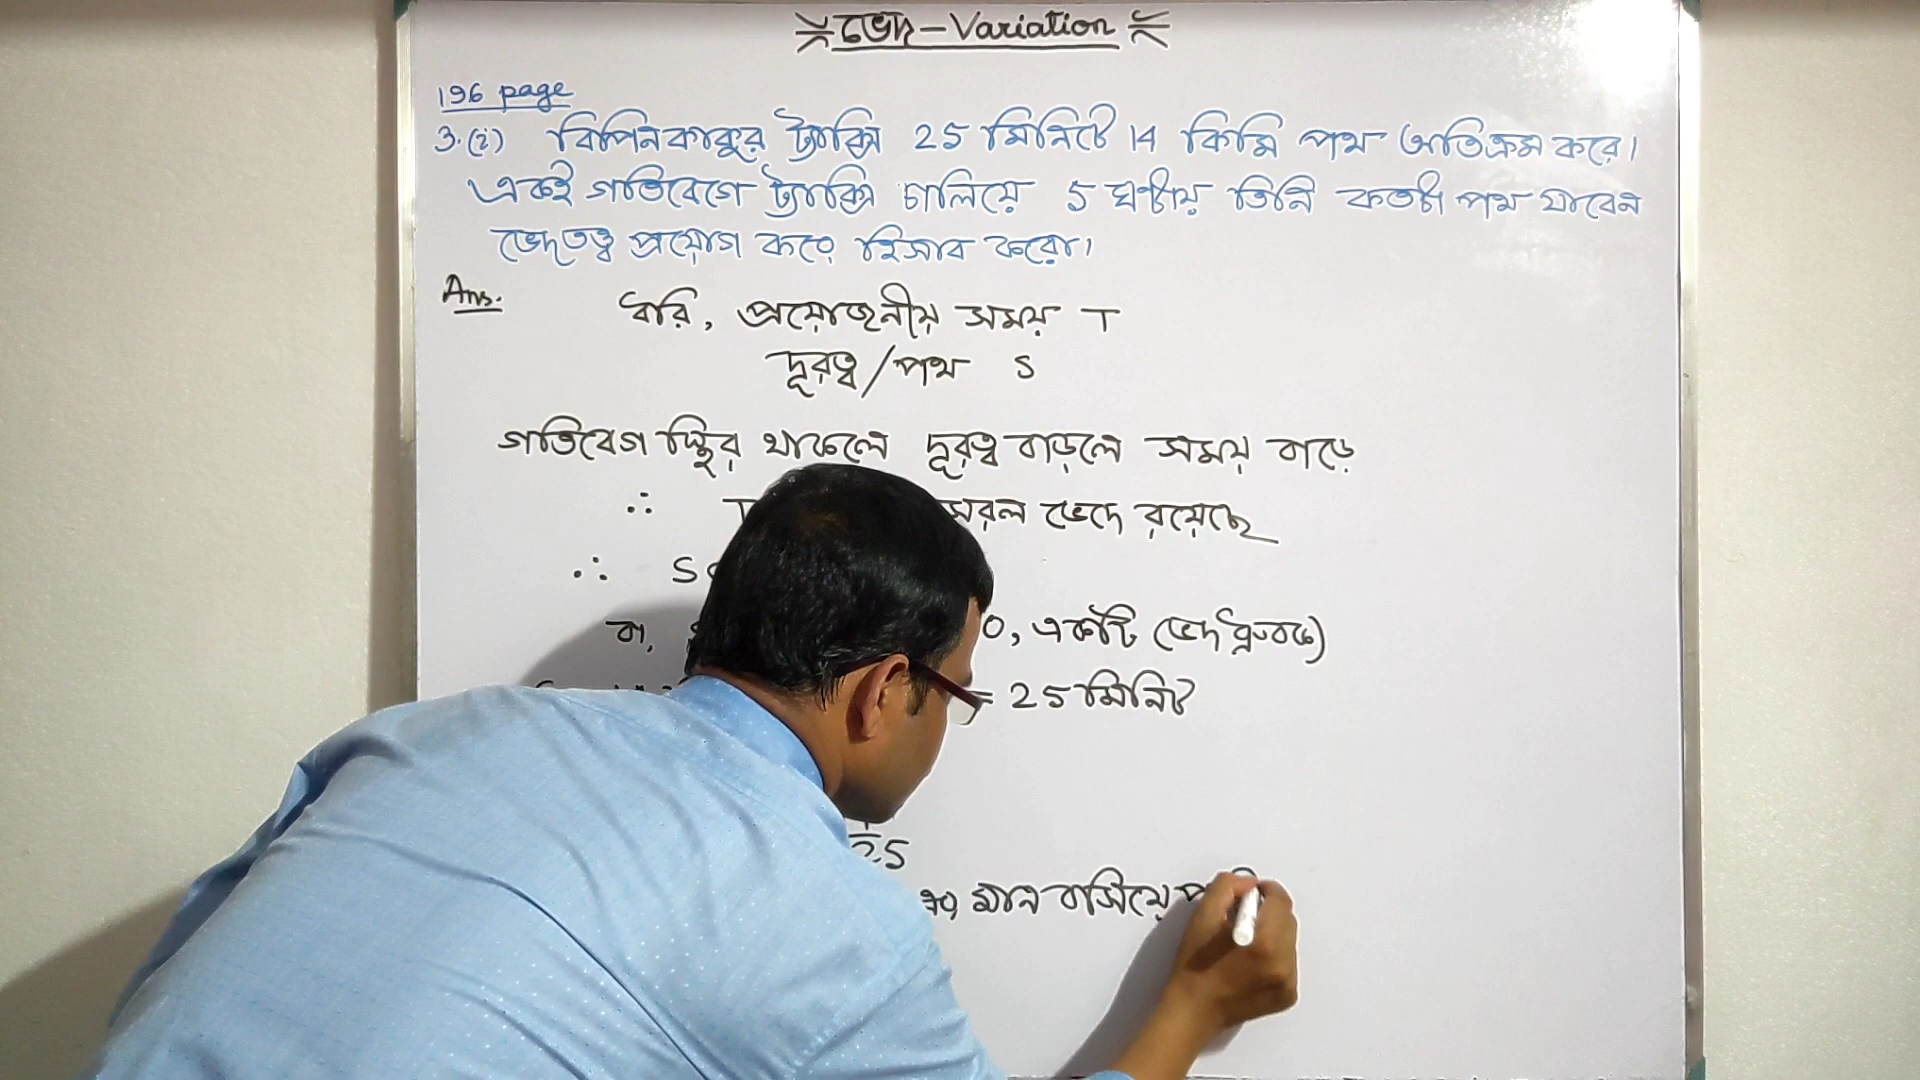 ভেদ - Variation
196 page
3.(i) বিপিনকাকুর ট্যাক্সি 25 মিনিটে 14 কিমি পথ অতিক্রম করে।
একই গতিবেগে ট্যাক্সি চালিয়ে 5 ঘণ্টায় তিনি কতটা পথ যাবেন
ভেদতত্ত্ব প্রয়োগ করে হিসাব করো।
Ans. ধরি, প্রয়োজনীয় সময় T
দূরত্ব/পথ S
গতিবেগ স্থির থাকলে দূরত্ব বাড়লে সময় বাড়ে
∴ T সরল ভেদে রয়েছে
∴ S
বা, 0, একটি ভেদ ধ্রুবক)
= 25 মিনিট
25
মান বসিয়ে